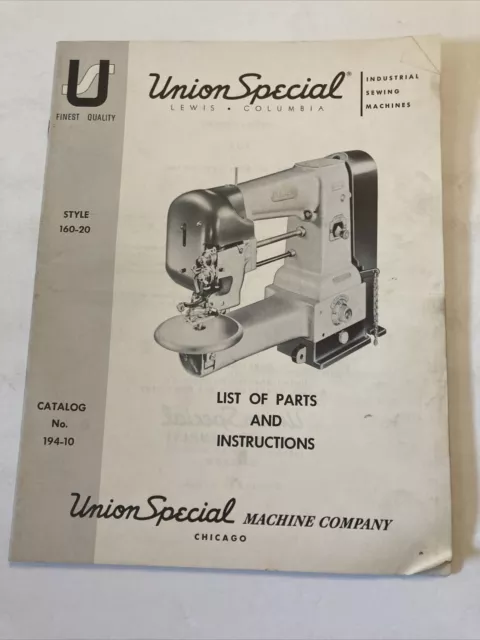 US
FINEST QUALITY
Union Special®
LEWIS • COLUMBIA
INDUSTRIAL
SEWING
MACHINES
STYLE
160-20
CATALOG
No.
194-10
LIST OF PARTS
AND
INSTRUCTIONS
Union Special MACHINE COMPANY
CHICAGO